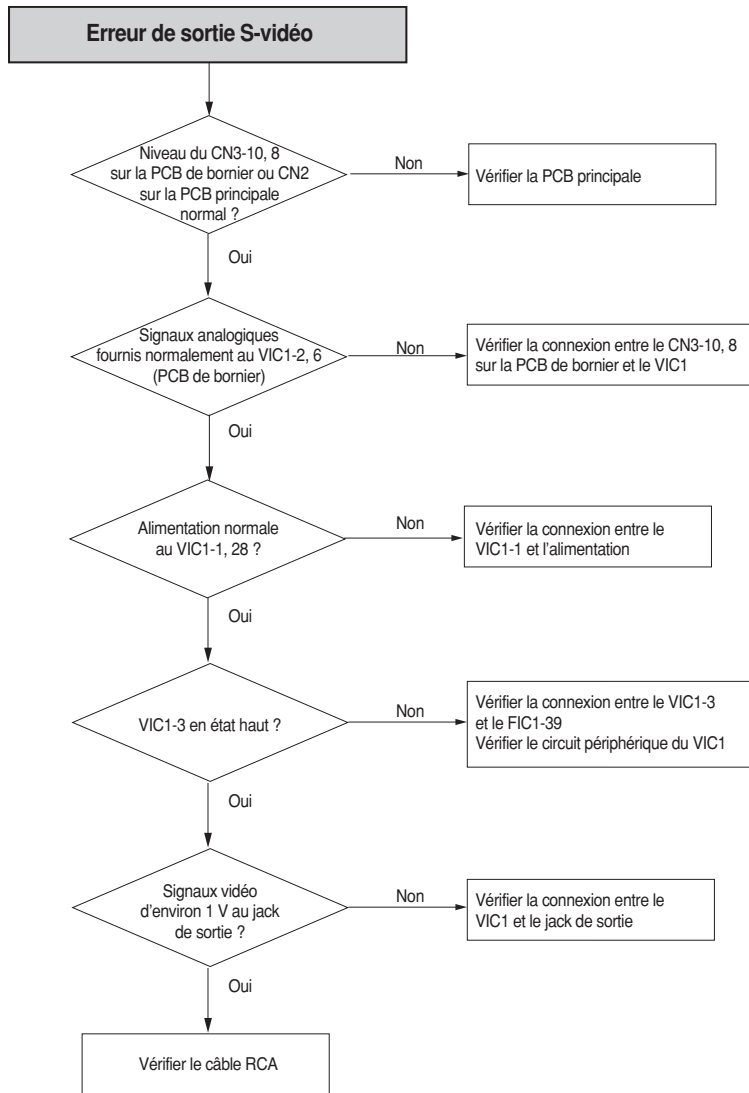 Erreur de sortie S-vidéo
Niveau du CN3-10, 8
sur la PCB de bornier ou CN2
sur la PCB principale
normal ?
Non
Vérifier la PCB principale
Oui
Signaux analogiques
fournis normalement au VIC1-2, 6
(PCB de bornier)
Non
Vérifier la connexion entre le CN3-10, 8
sur la PCB de bornier et le VIC1
Oui
Alimentation normale
au VIC1-1, 28 ?
Non
Vérifier la connexion entre le
VIC1-1 et l'alimentation
Oui
VIC1-3 en état haut ?
Non
Vérifier la connexion entre le VIC1-3
et le FIC1-39
Vérifier le circuit périphérique du VIC1
Oui
Signaux vidéo
d'environ 1 V au jack
de sortie ?
Non
Vérifier la connexion entre le
VIC1 et le jack de sortie
Oui
Vérifier le câble RCA